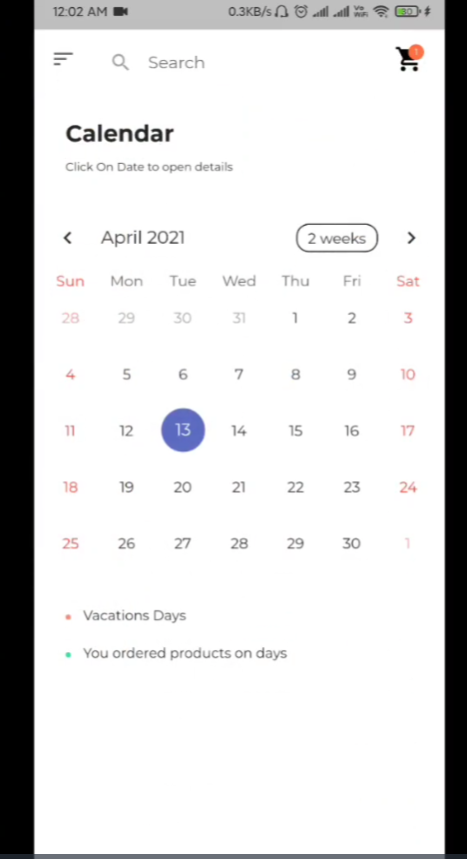 12:02 AM 0.3KB/s Vo WiFi 80
Search 1
Calendar
Click On Date to open details
April 2021 2 weeks
Sun Mon Tue Wed Thu Fri Sat
28 29 30 31 1 2 3
4 5 6 7 8 9 10
11 12 13 14 15 16 17
18 19 20 21 22 23 24
25 26 27 28 29 30 1
Vacations Days
You ordered products on days